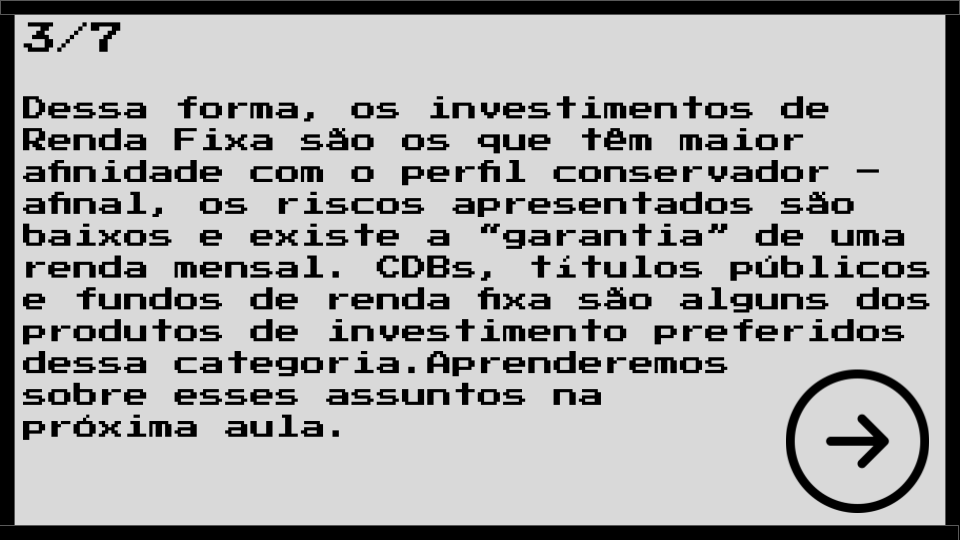 3/7
Dessa forma, os investimentos de
Renda Fixa são os que têm maior
afinidade com o perfil conservador –
afinal, os riscos apresentados são
baixos e existe a “garantia” de uma
renda mensal. CDBs, títulos públicos
e fundos de renda fixa são alguns dos
produtos de investimento preferidos
dessa categoria.Aprenderemos
sobre esses assuntos na
próxima aula.